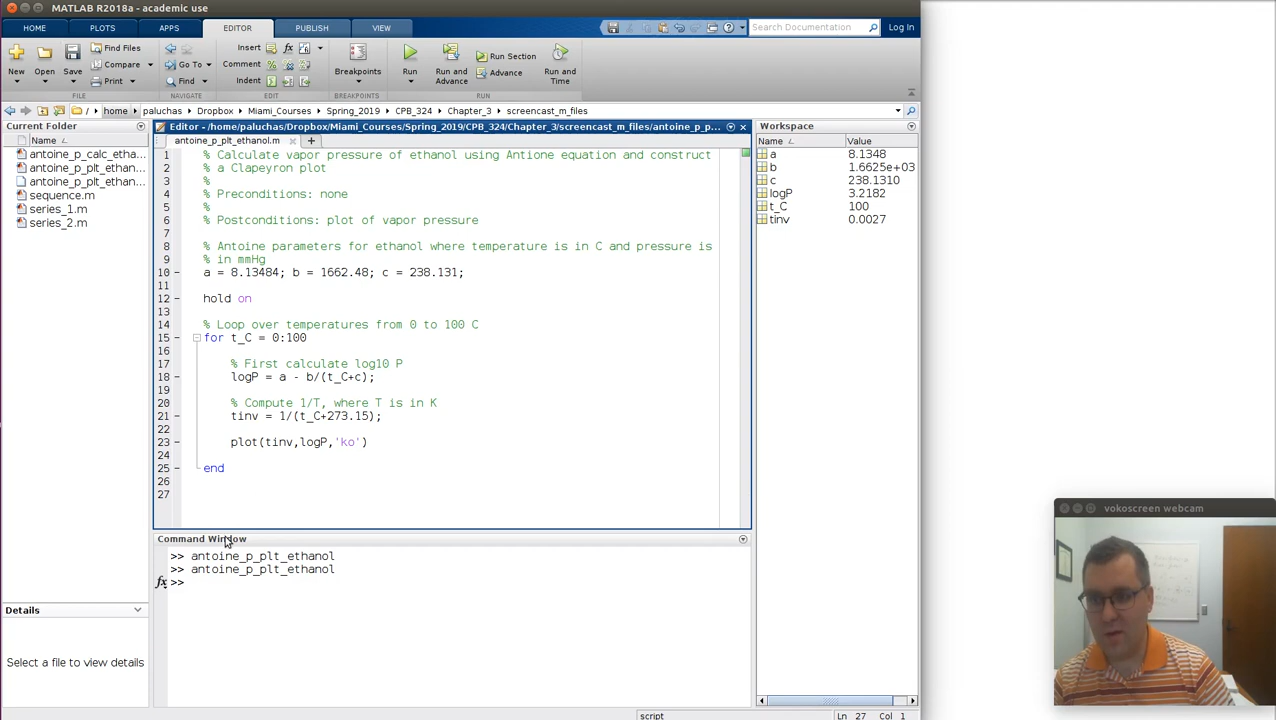 MATLAB R2018a - academic use
HOME PLOTS APPS EDITOR PUBLISH VIEW Search Documentation Log In
New Open Save Find Files Compare Print Go To Find Insert Comment Indent fx Breakpoints Run Run and Advance Run Section Advance Run and Time
FILE NAVIGATE EDIT BREAKPOINTS RUN
/ home paluchas Dropbox Miami_Courses Spring_2019 CPB_324 Chapter_3 screencast_m_files
Current Folder
Name
antoine_p_calc_etha...
antoine_p_plt_ethan...
antoine_p_plt_ethan...
sequence.m
series_1.m
series_2.m
Details
Select a file to view details
Editor - /home/paluchas/Dropbox/Miami_Courses/Spring_2019/CPB_324/Chapter_3/screencast_m_files/antoine_p_p...
antoine_p_plt_ethanol.m
1 % Calculate vapor pressure of ethanol using Antione equation and construct
2 % a Clapeyron plot
3 %
4 % Preconditions: none
5 %
6 % Postconditions: plot of vapor pressure
7
8 % Antoine parameters for ethanol where temperature is in C and pressure is
9 % in mmHg
10 a = 8.13484; b = 1662.48; c = 238.131;
11
12 hold on
13
14 % Loop over temperatures from 0 to 100 C
15 for t_C = 0:100
16
17 % First calculate log10 P
18 logP = a - b/(t_C+c);
19
20 % Compute 1/T, where T is in K
21 tinv = 1/(t_C+273.15);
22
23 plot(tinv,logP,'ko')
24
25 end
26
27
Command Window
>> antoine_p_plt_ethanol
>> antoine_p_plt_ethanol
fx >>
Workspace
Name Value
a 8.1348
b 1.6625e+03
c 238.1310
logP 3.2182
t_C 100
tinv 0.0027
script Ln 27 Col 1
vokoscreen webcam